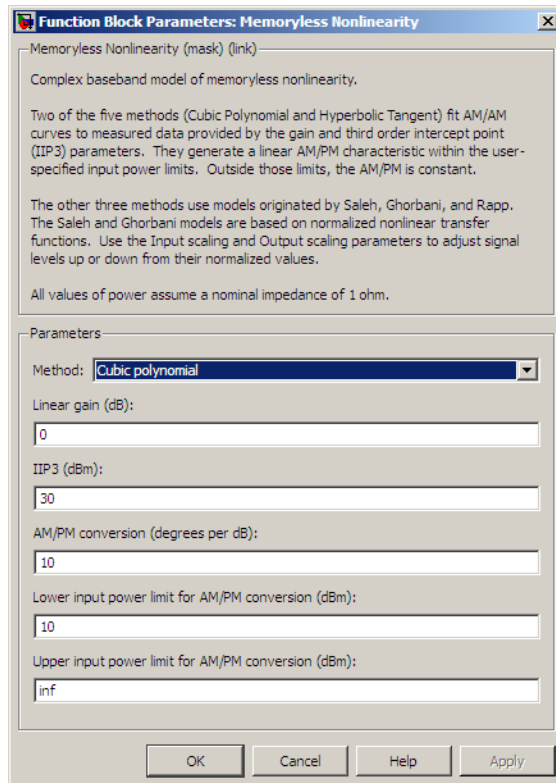 Function Block Parameters: Memoryless Nonlinearity
Memoryless Nonlinearity (mask) (link)
Complex baseband model of memoryless nonlinearity.
Two of the five methods (Cubic Polynomial and Hyperbolic Tangent) fit AM/AM
curves to measured data provided by the gain and third order intercept point
(IIP3) parameters.  They generate a linear AM/PM characteristic within the user-
specified input power limits.  Outside those limits, the AM/PM is constant.
The other three methods use models originated by Saleh, Ghorbani, and Rapp.
The Saleh and Ghorbani models are based on normalized nonlinear transfer
functions.  Use the Input scaling and Output scaling parameters to adjust signal
levels up or down from their normalized values.
All values of power assume a nominal impedance of 1 ohm.
Parameters
Method: Cubic polynomial
Linear gain (dB):
0
IIP3 (dBm):
30
AM/PM conversion (degrees per dB):
10
Lower input power limit for AM/PM conversion (dBm):
10
Upper input power limit for AM/PM conversion (dBm):
inf
OK Cancel Help Apply